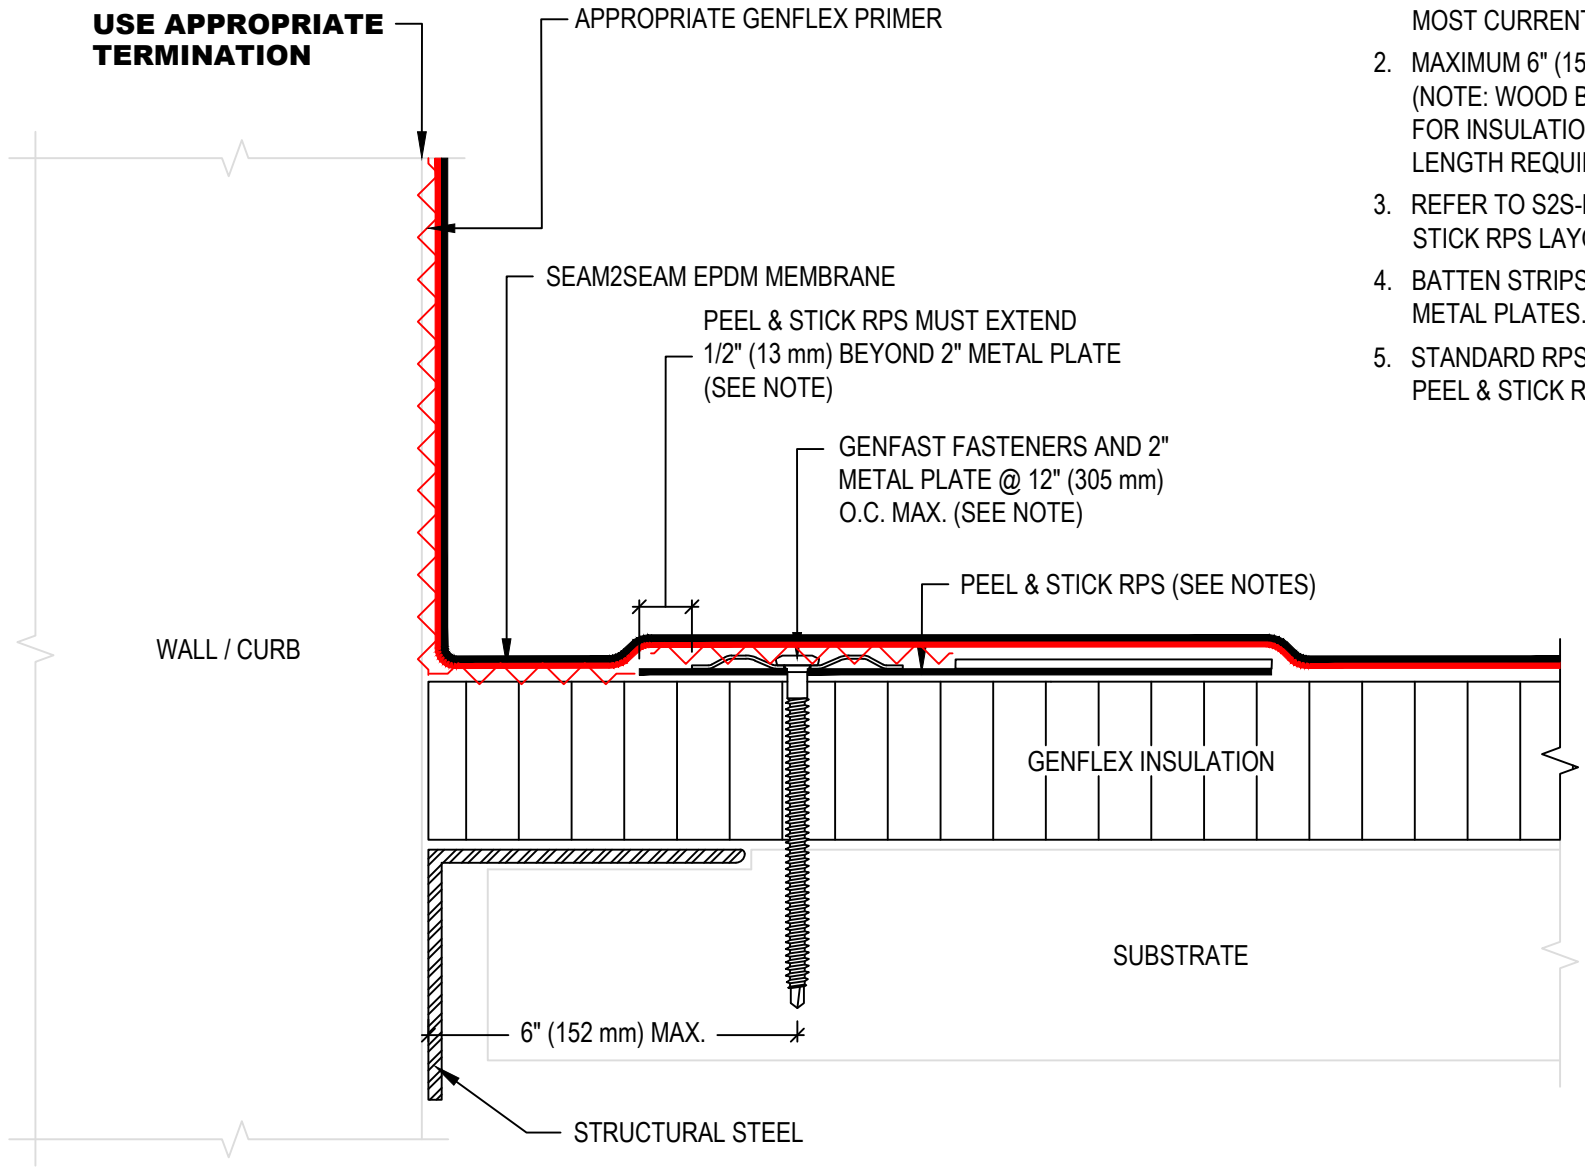 USE APPROPRIATE
TERMINATION
APPROPRIATE GENFLEX PRIMER
SEAM2SEAM EPDM MEMBRANE
PEEL & STICK RPS MUST EXTEND
1/2" (13 mm) BEYOND 2" METAL PLATE
(SEE NOTE)
GENFAST FASTENERS AND 2"
METAL PLATE @ 12" (305 mm)
O.C. MAX. (SEE NOTE)
PEEL & STICK RPS (SEE NOTES)
WALL / CURB
GENFLEX INSULATION
SUBSTRATE
6" (152 mm) MAX.
STRUCTURAL STEEL
MOST CURRENT
2. MAXIMUM 6" (15
(NOTE: WOOD B
FOR INSULATIO
LENGTH REQUI
3. REFER TO S2S-
STICK RPS LAY
4. BATTEN STRIPS
METAL PLATES.
5. STANDARD RPS
PEEL & STICK R